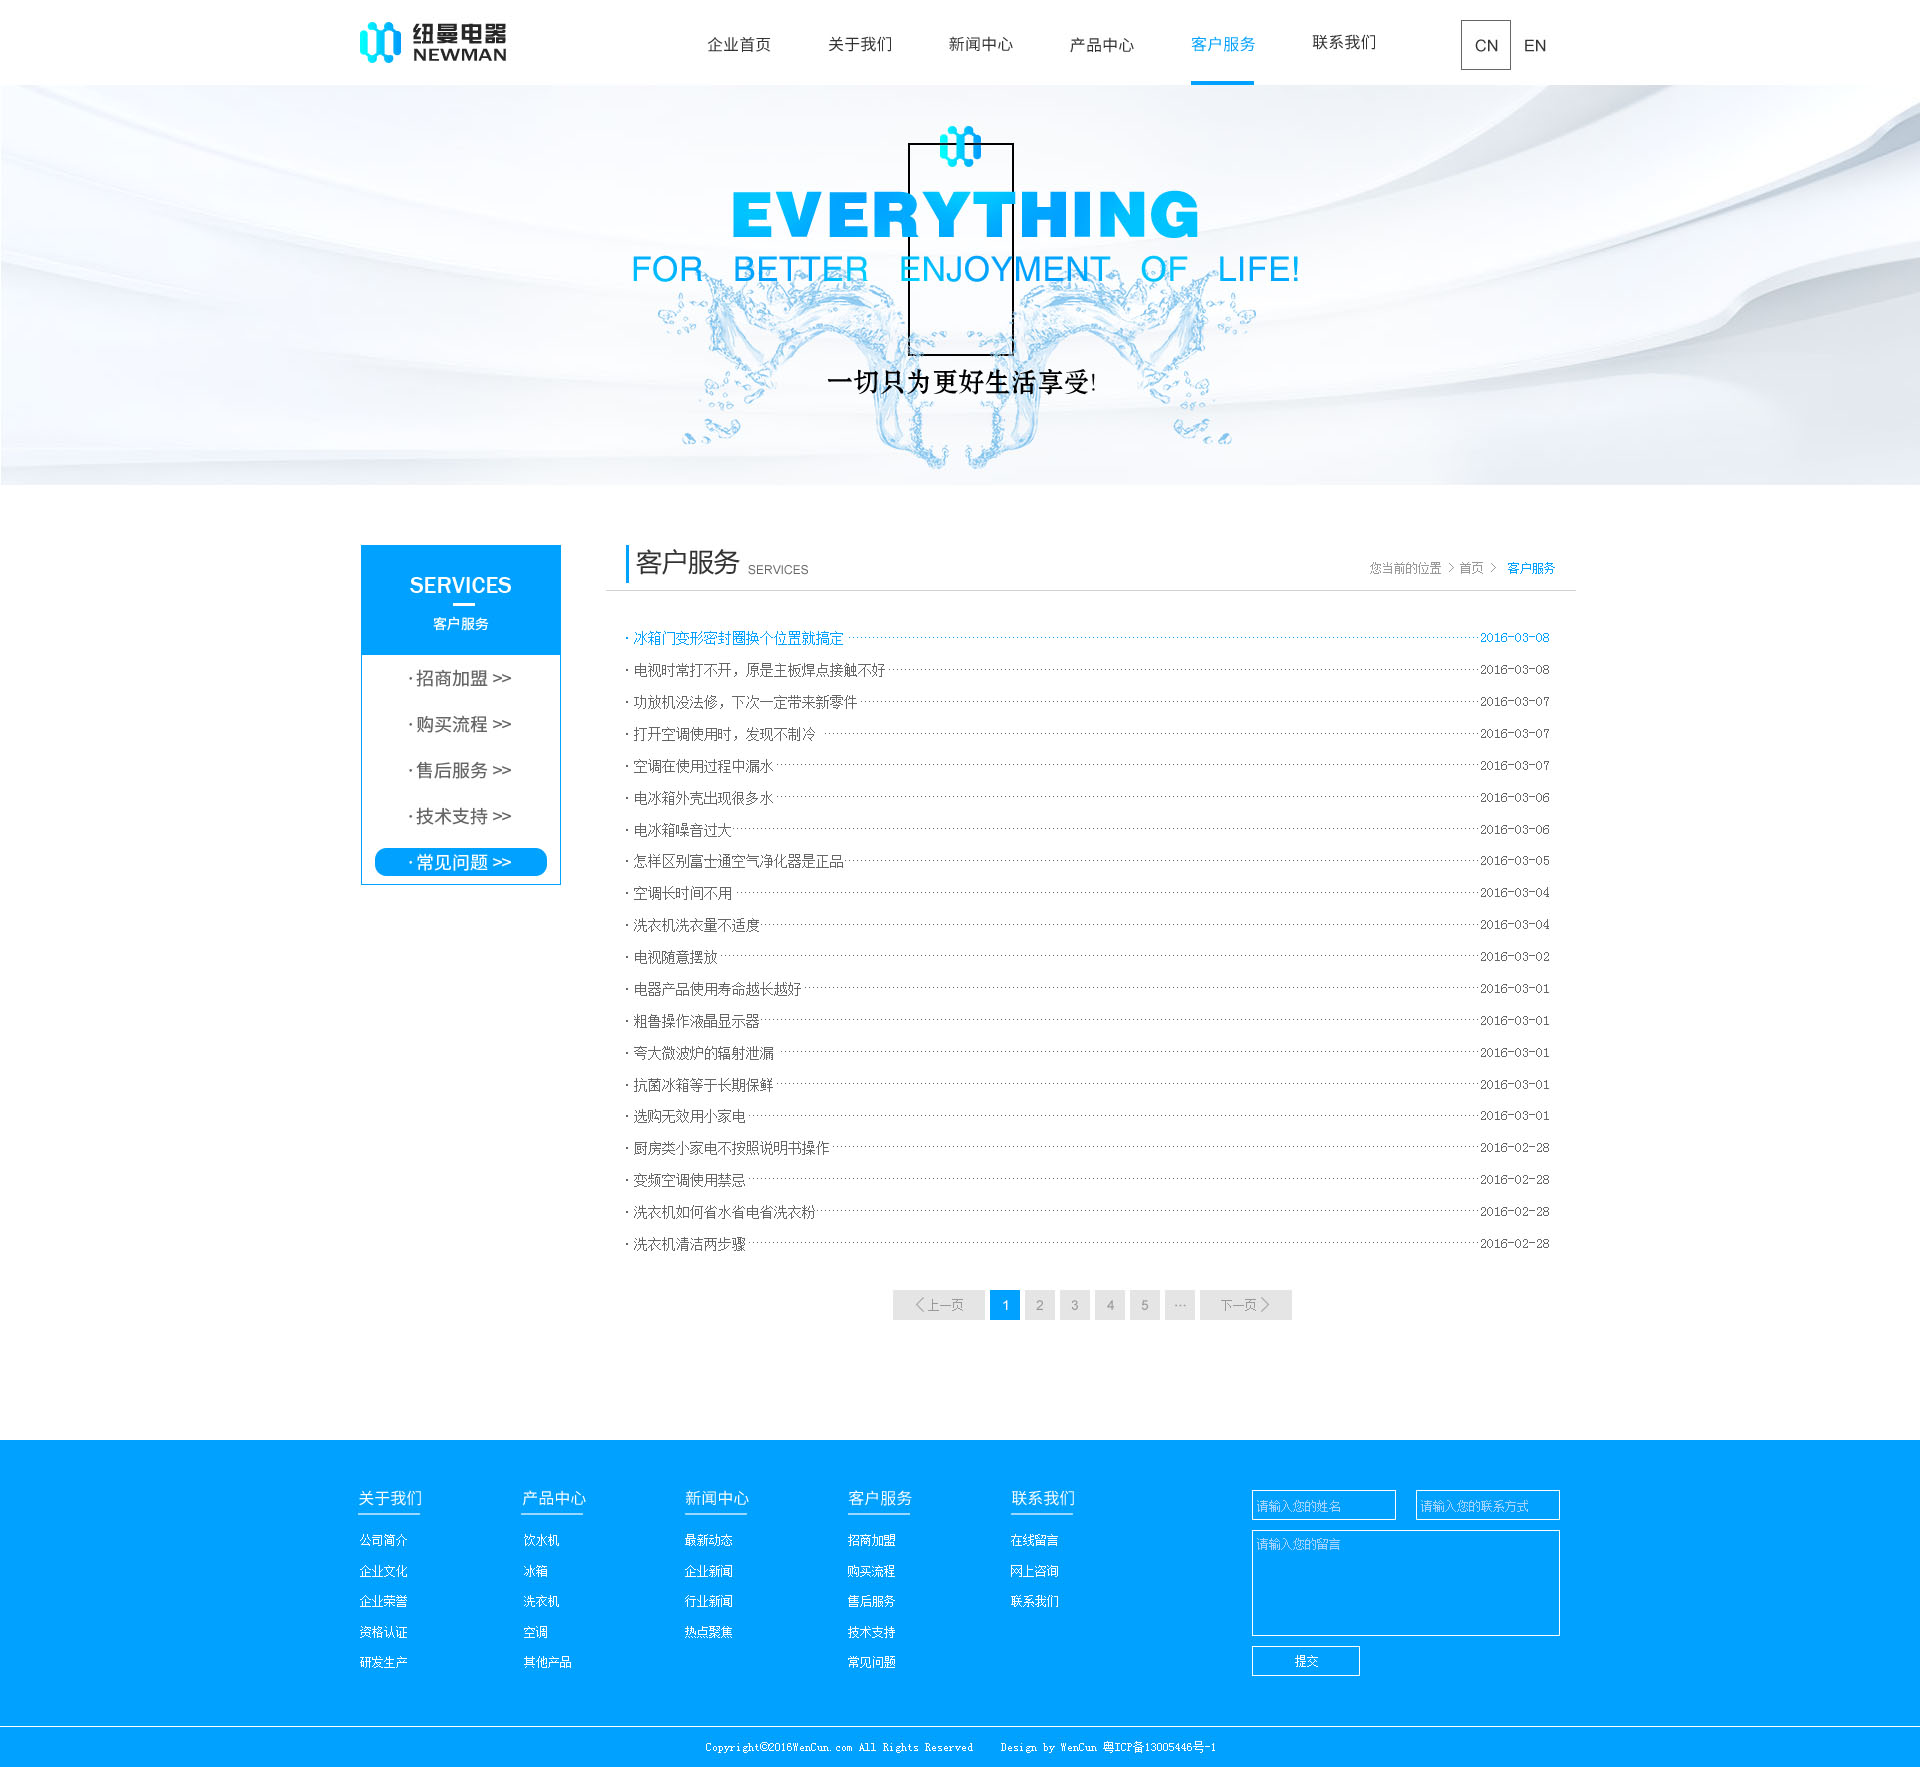 纽曼电器
NEWMAN
企业首页 关于我们 新闻中心 产品中心 客户服务 联系我们 CN EN
EVERYTHING
FOR BETTER ENJOYMENT OF LIFE!
一切只为更好生活享受!
SERVICES
客户服务
·招商加盟 >>
·购买流程 >>
·售后服务 >>
·技术支持 >>
·常见问题 >>
客户服务 SERVICES
您当前的位置 > 首页 > 客户服务
·冰箱门变形密封圈换个位置就搞定 2016-03-08
·电视时常打不开，原是主板焊点接触不好 2016-03-08
·功放机没法修，下次一定带来新零件 2016-03-07
·打开空调使用时，发现不制冷 2016-03-07
·空调在使用过程中漏水 2016-03-07
·电冰箱外壳出现很多水 2016-03-06
·电冰箱噪音过大 2016-03-06
·怎样区别富士通空气净化器是正品 2016-03-05
·空调长时间不用 2016-03-04
·洗衣机洗衣量不适度 2016-03-04
·电视随意摆放 2016-03-02
·电器产品使用寿命越长越好 2016-03-01
·粗鲁操作液晶显示器 2016-03-01
·夸大微波炉的辐射泄漏 2016-03-01
·抗菌冰箱等于长期保鲜 2016-03-01
·选购无效用小家电 2016-03-01
·厨房类小家电不按照说明书操作 2016-02-28
·变频空调使用禁忌 2016-02-28
·洗衣机如何省水省电省洗衣粉 2016-02-28
·洗衣机清洁两步骤 2016-02-28
<上一页 1 2 3 4 5 ··· 下一页>
关于我们
公司简介
企业文化
企业荣誉
资格认证
研发生产
产品中心
饮水机
冰箱
洗衣机
空调
其他产品
新闻中心
最新动态
企业新闻
行业新闻
热点聚焦
客户服务
招商加盟
购买流程
售后服务
技术支持
常见问题
联系我们
在线留言
网上咨询
联系我们
请输入您的姓名 请输入您的联系方式
请输入您的留言
提交
Copyright©2016WenCun.com All Rights Reserved Design by WenCun 粤ICP备13005446号-1